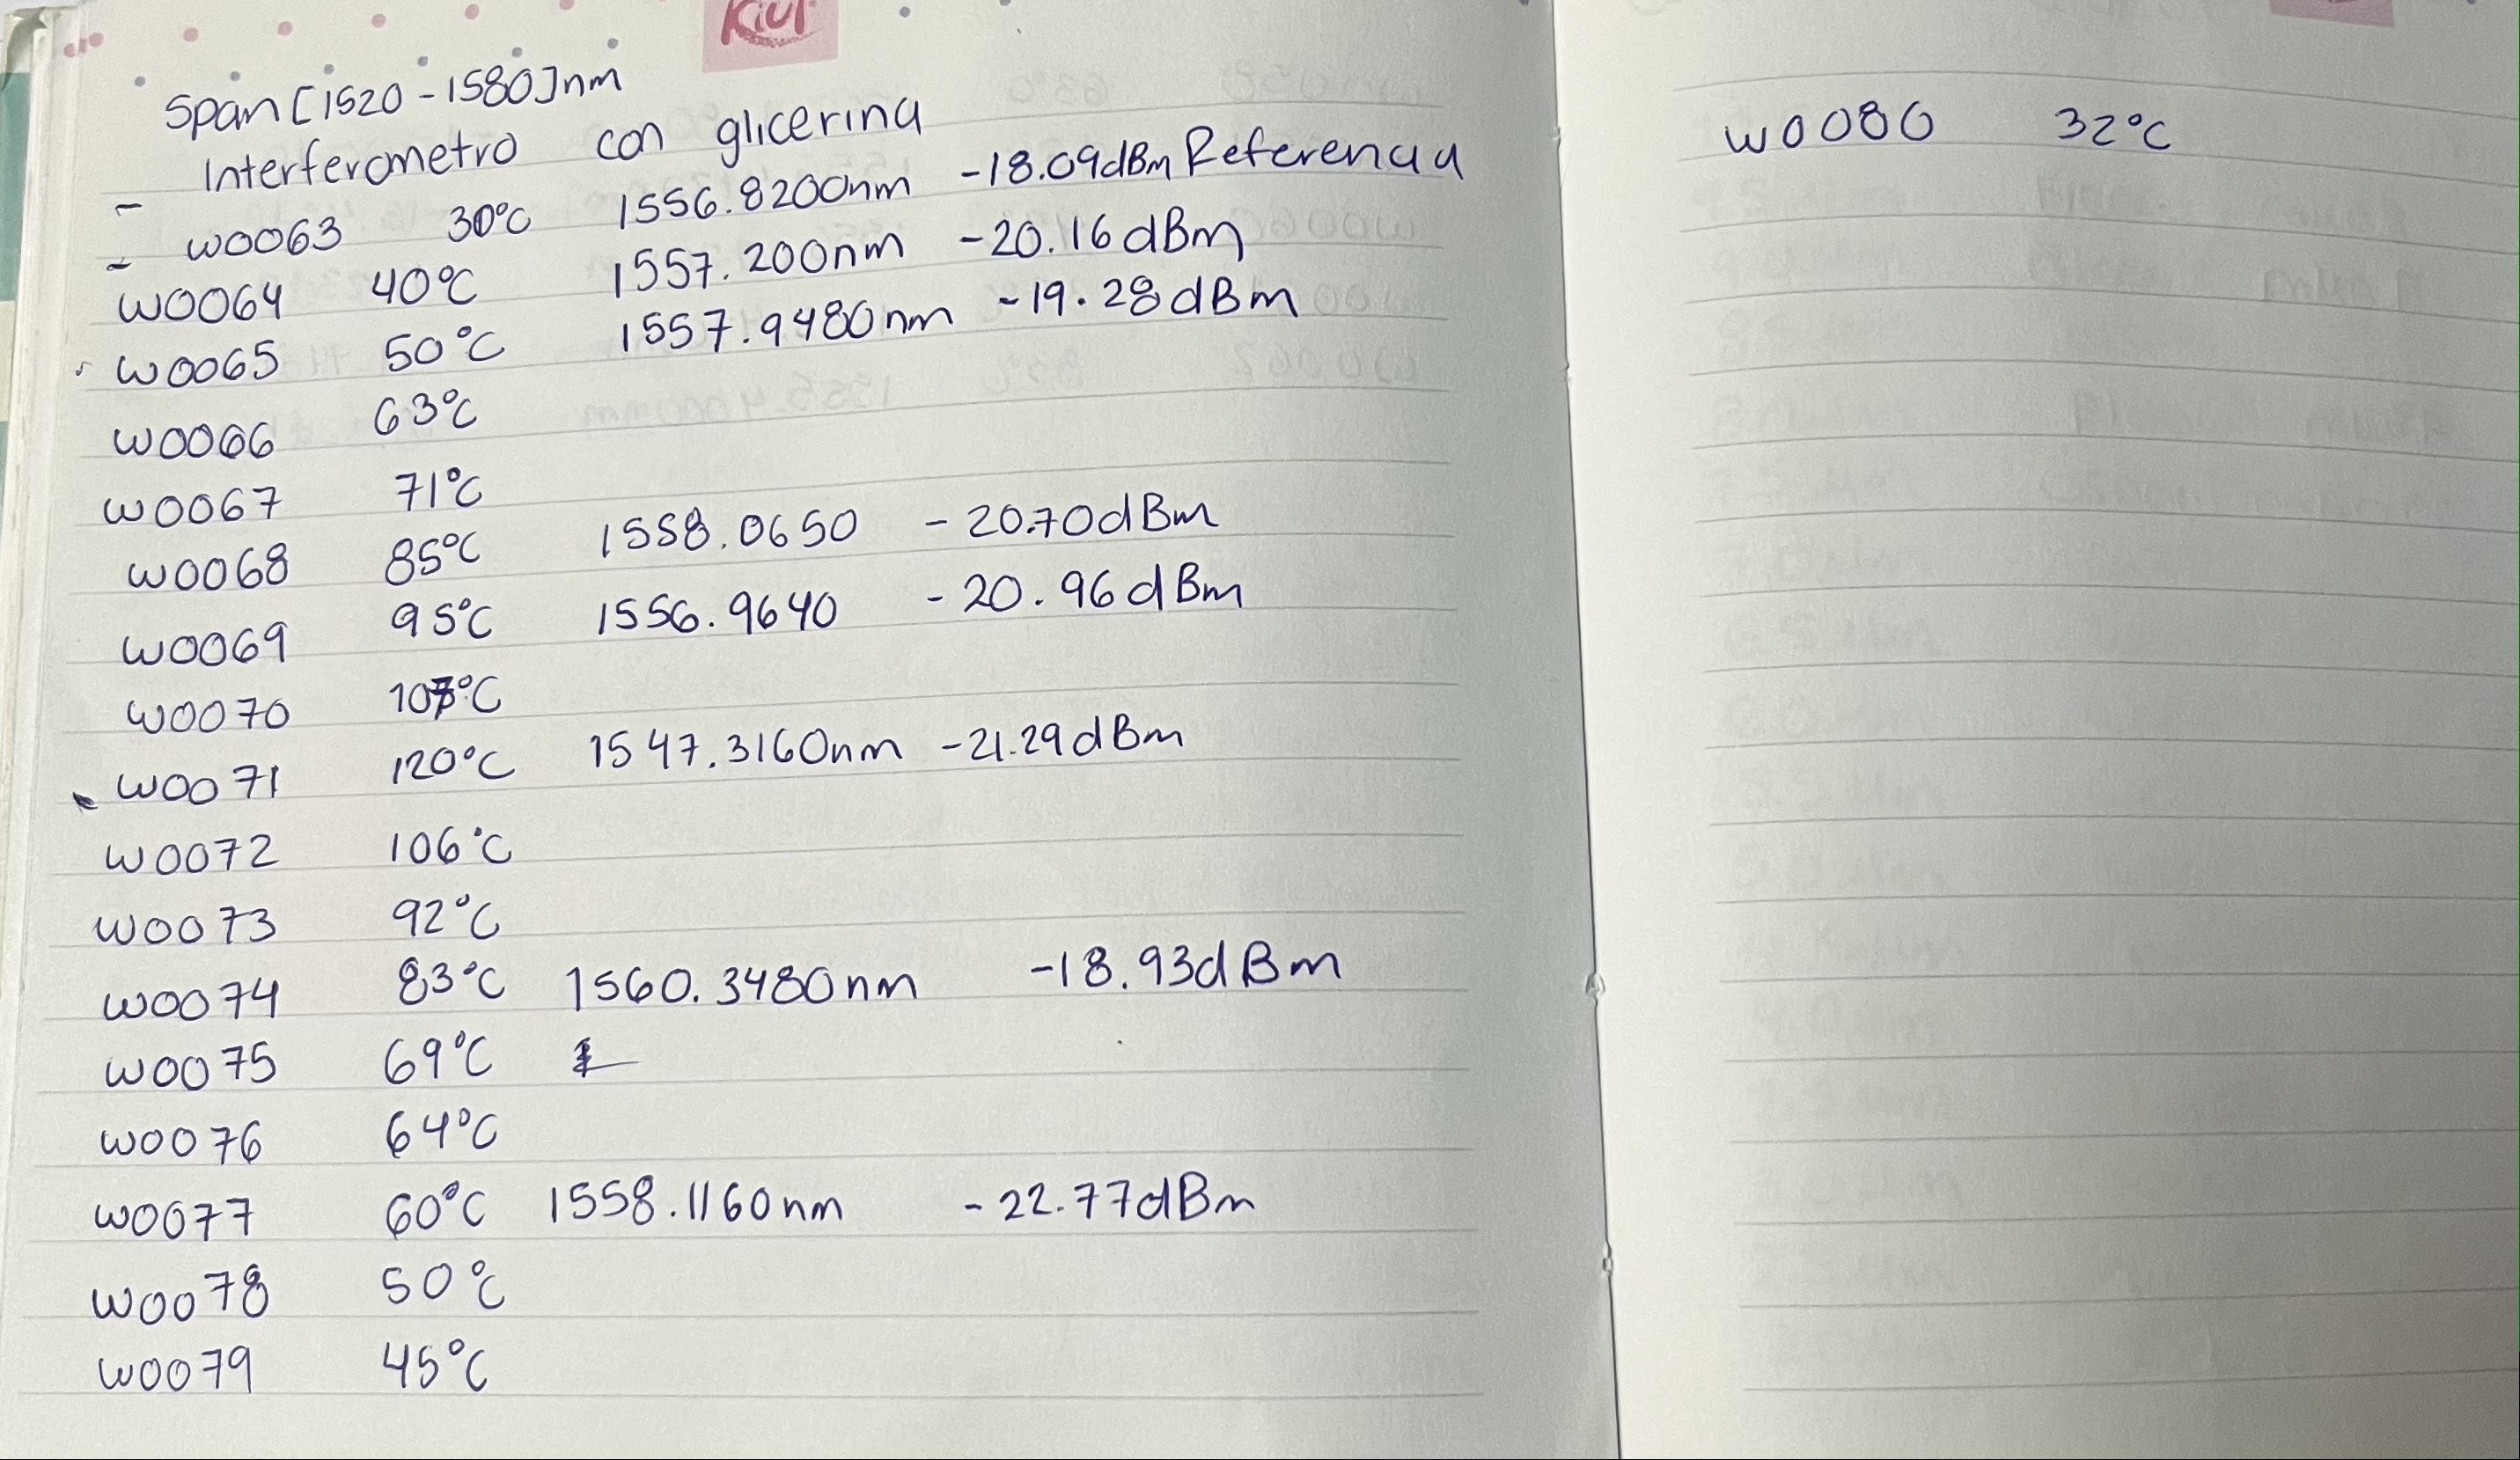 Kiut
Span [1520-1580]nm
- Interferometro con glicerina
- W0063 30°C 1556.8200nm -18.09dBm Referencia
W0064 40°C 1557.200nm -20.16dBm
W0065 50°C 1557.9480nm -19.28dBm
W0066 63°C
W0067 71°C
W0068 85°C 1558.0650 -20.70dBm
W0069 95°C 1556.9640 -20.96dBm
W0070 107°C
W0071 120°C 1547.3160nm -21.29dBm
W0072 106°C
W0073 92°C
W0074 83°C 1560.3480nm -18.93dBm
W0075 69°C
W0076 64°C
W0077 60°C 1558.1160nm -22.77dBm
W0078 50°C
W0079 45°C
W0080 32°C